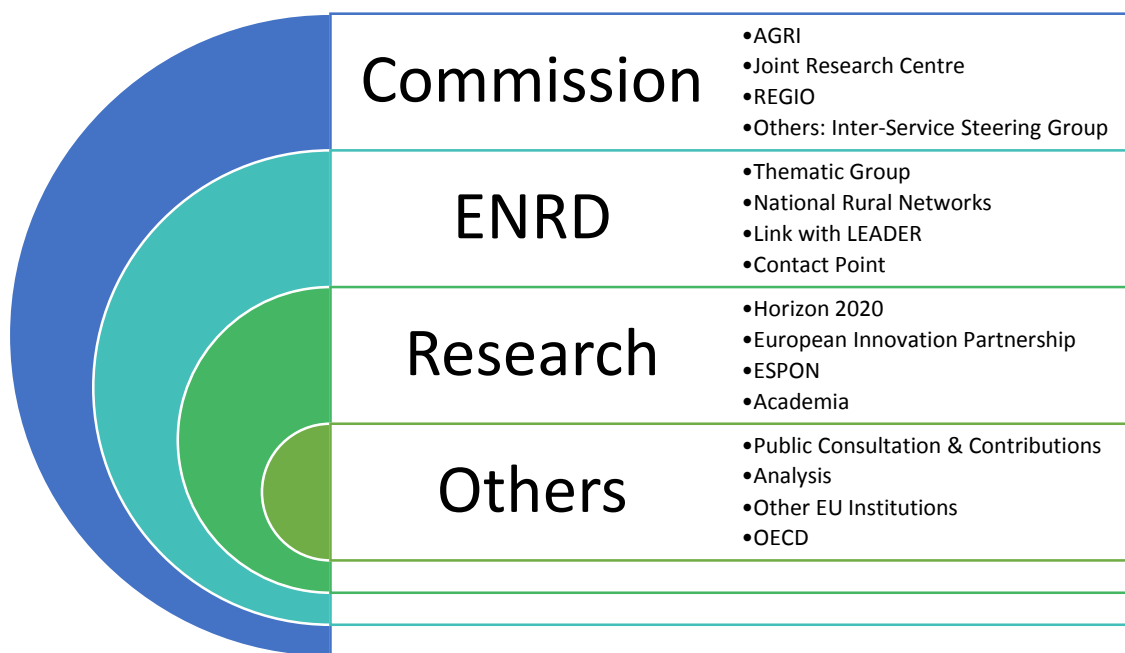 Commission
•AGRI
•Joint Research Centre
•REGIO
•Others: Inter-Service Steering Group
ENRD
•Thematic Group
•National Rural Networks
•Link with LEADER
•Contact Point
Research
•Horizon 2020
•European Innovation Partnership
•ESPON
•Academia
Others
•Public Consultation & Contributions
•Analysis
•Other EU Institutions
•OECD